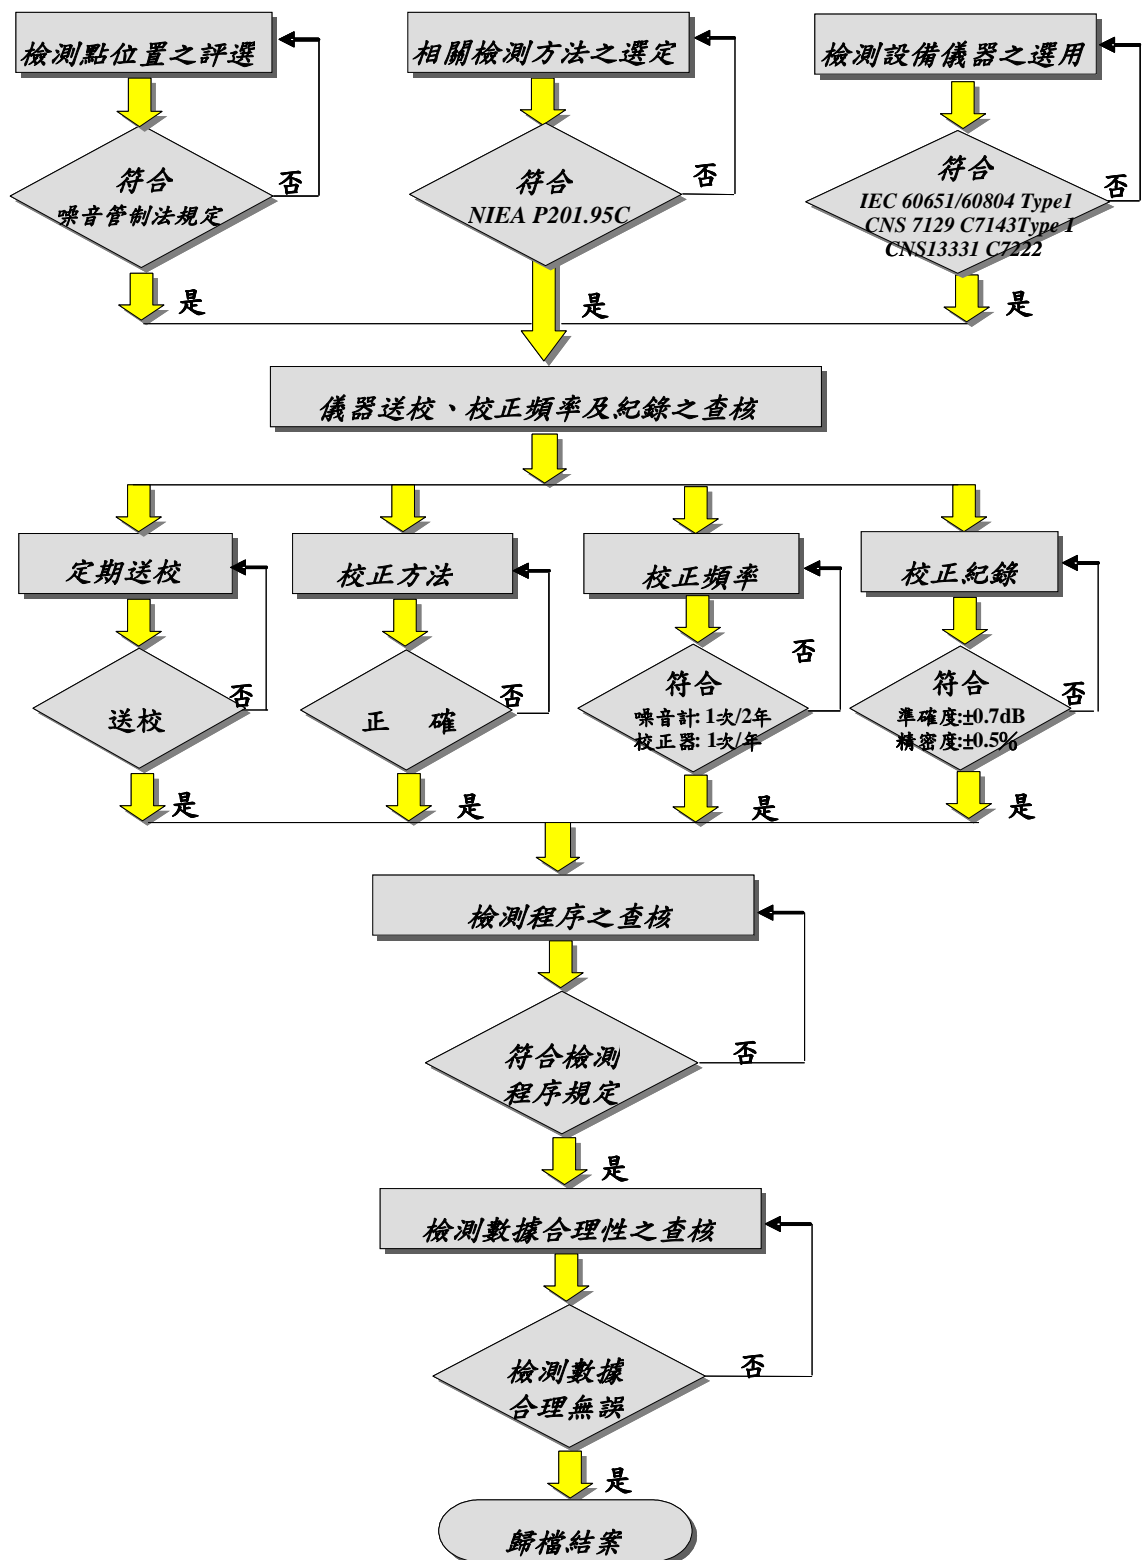 檢測點位置之評選
相關檢測方法之選定
檢測設備儀器之選用
符合
噪音管制法規定
否
符合
NIEA P201.95C
否
符合
IEC 60651/60804 Type1
CNS 7129 C7143Type 1
CNS13331 C7222
否
是
是
是
儀器送校、校正頻率及紀錄之查核
定期送校
校正方法
校正頻率
校正紀錄
送校
否
正 確
否
符合
噪音計: 1次/2年
校正器: 1次/年
否
符合
準確度:±0.7dB
精密度:±0.5%
否
是
是
是
是
檢測程序之查核
符合檢測
程序規定
否
是
檢測數據合理性之查核
檢測數據
合理無誤
否
是
歸檔結案